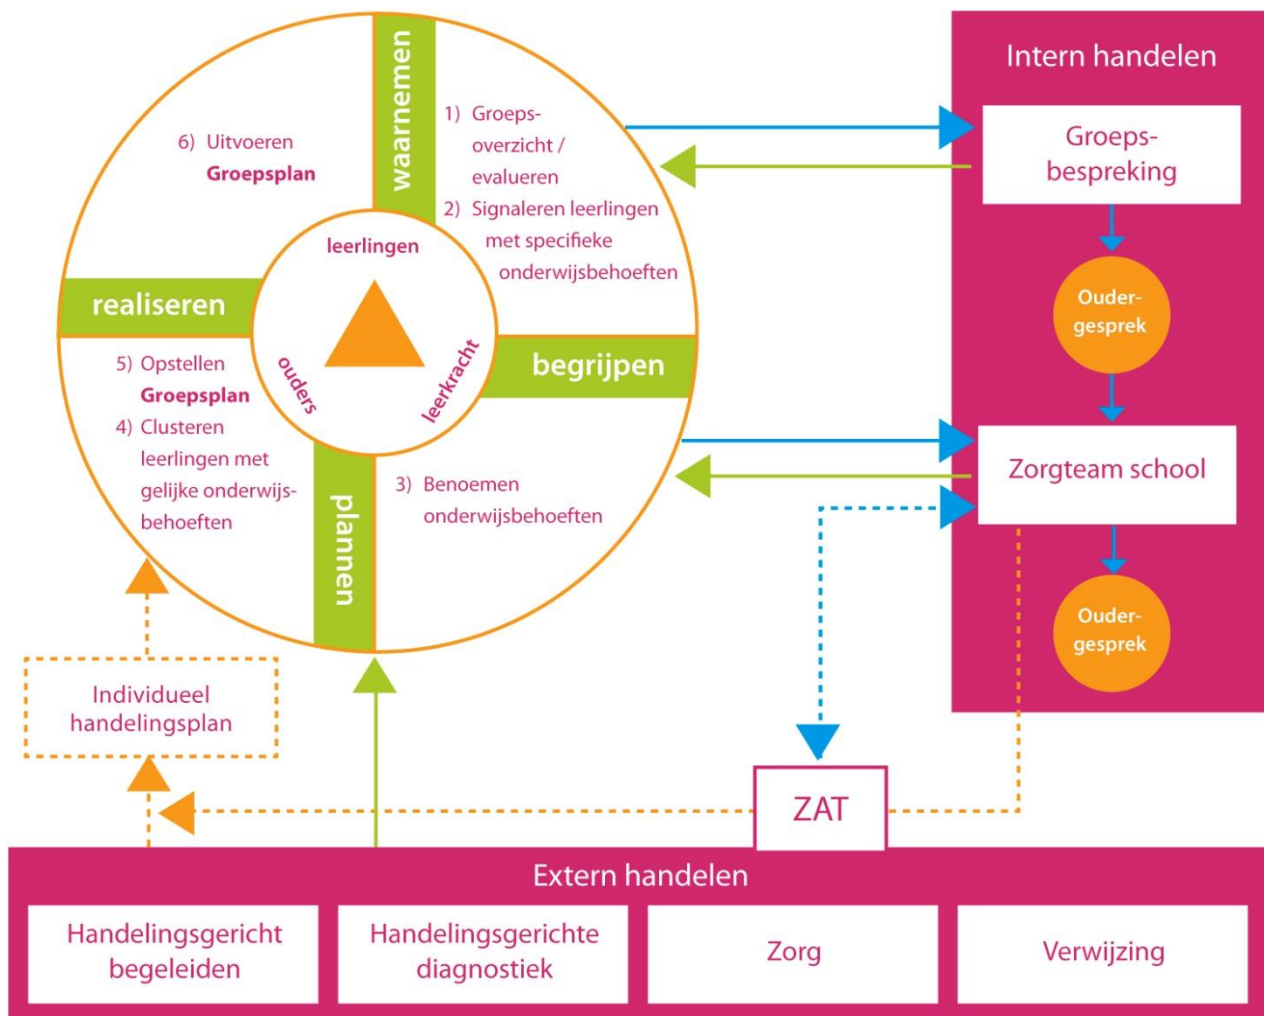 waarnemen
1) Groeps-
overzicht /
evalueren
2) Signaleren leerlingen
met specifieke
onderwijsbehoeften
begrijpen
3) Benoemen
onderwijsbehoeften
plannen
5) Opstellen
Groepsplan
4) Clusteren
leerlingen met
gelijke onderwijs-
behoeften
realiseren
6) Uitvoeren
Groepsplan
leerlingen
ouders
leerkracht
Intern handelen
Groeps-
bespreking
Ouder-
gesprek
Zorgteam school
Ouder-
gesprek
Individueel
handelingsplan
ZAT
Extern handelen
Handelingsgericht
begeleiden
Handelingsgerichte
diagnostiek
Zorg
Verwijzing